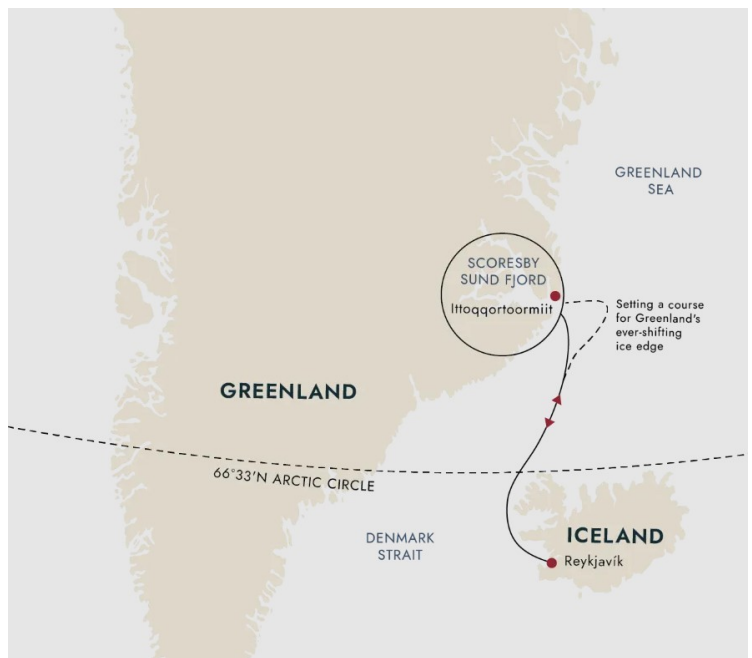 GREENLAND
SEA
SCORESBY
SUND FJORD
Ittoqqortoormiit
Setting a course
for Greenland's
ever-shifting
ice edge
GREENLAND
66°33'N ARCTIC CIRCLE
DENMARK
STRAIT
ICELAND
Reykjavík